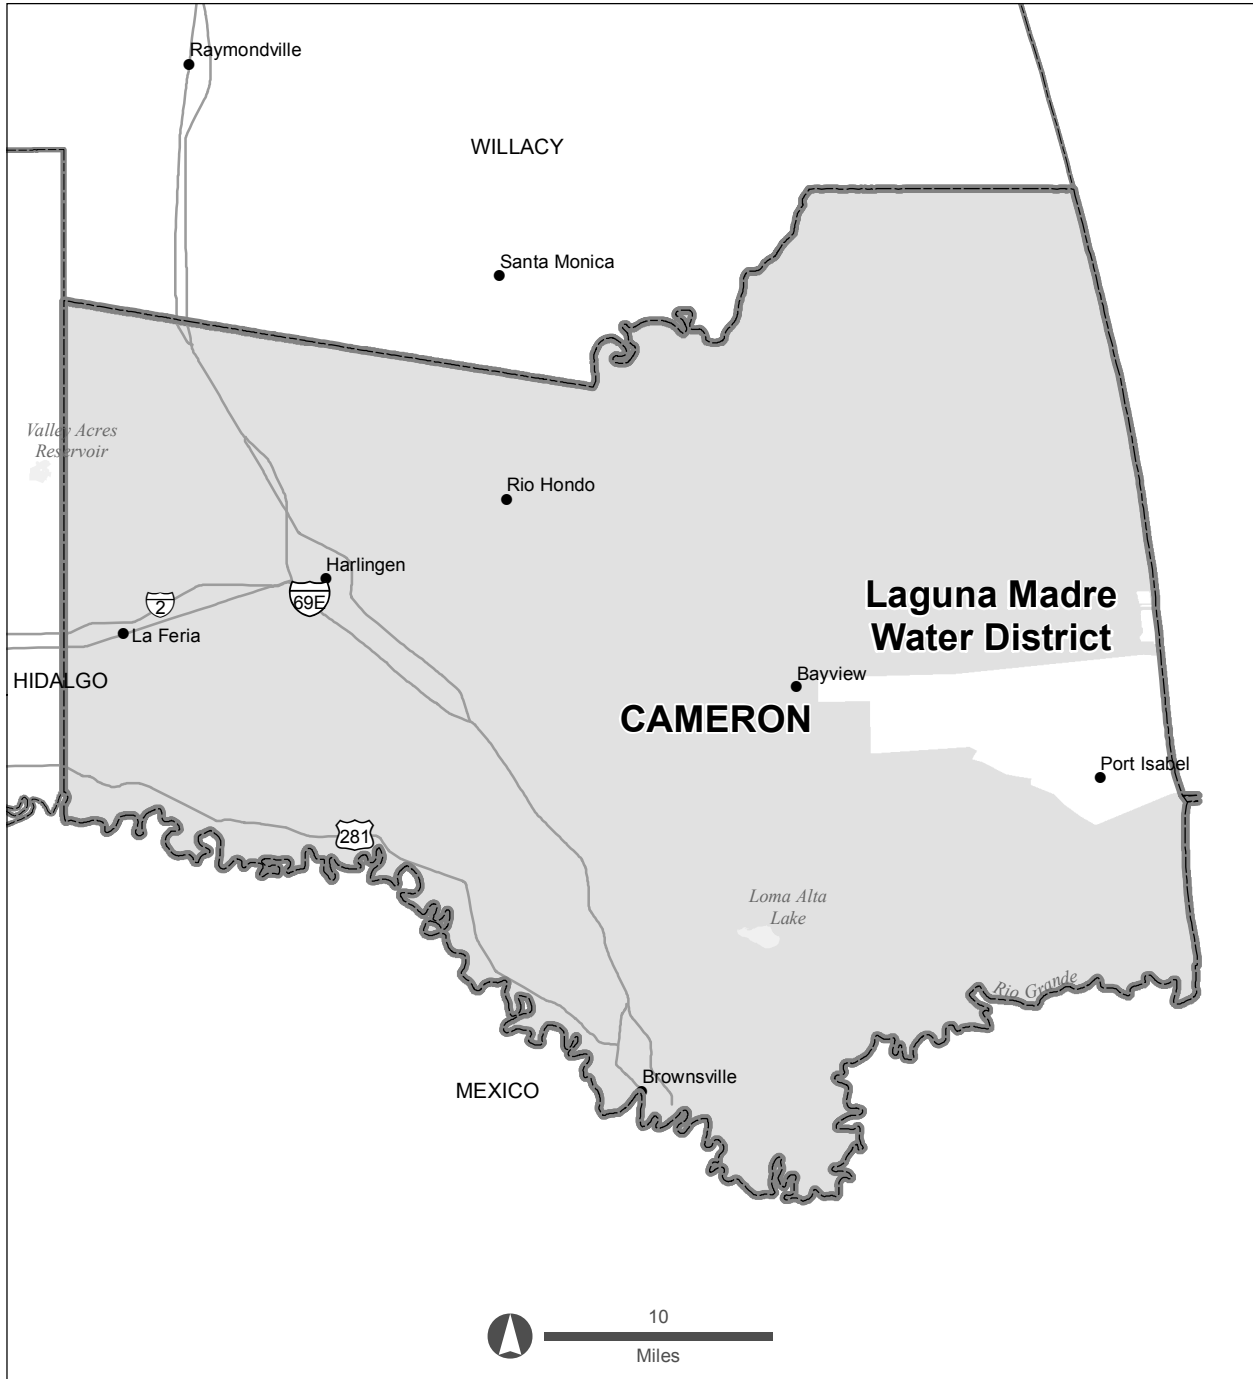 Raymondville
WILLACY
Santa Monica
Valley Acres
Reservoir
Rio Hondo
Harlingen
2
69E
La Feria
Laguna Madre
Water District
HIDALGO
Bayview
CAMERON
Port Isabel
281
Loma Alta
Lake
Rio Grande
Brownsville
MEXICO
10
Miles